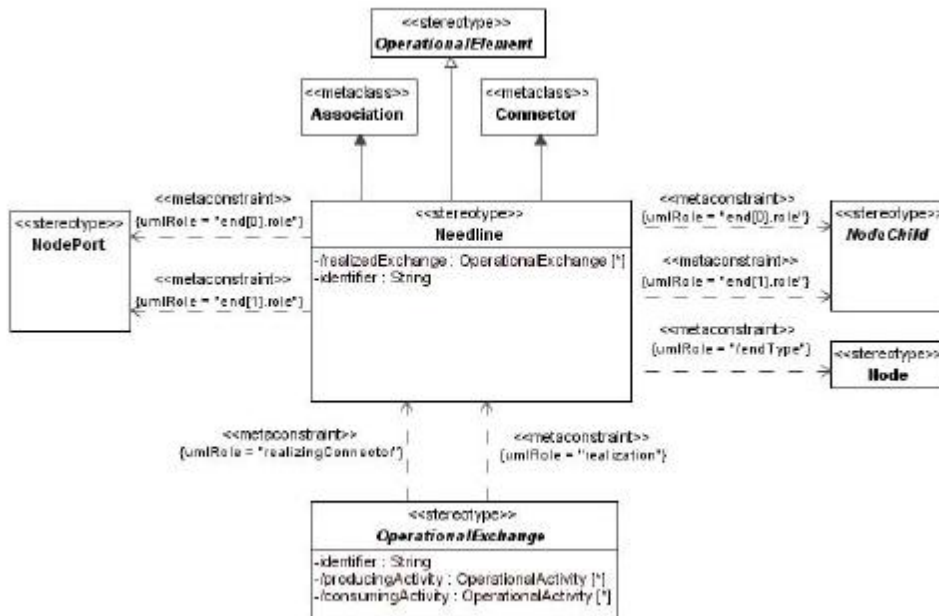 <<stereotype>>
OperationalElement
<<metaclass>>
Association
<<metaclass>>
Connector
<<metaconstraint>>
{umlRole = "end[0].role"}
<<metaconstraint>>
{umlRole = "end[1].role"}
<<stereotype>>
NodePort
<<stereotype>>
Needline
-/realizedExchange : OperationalExchange [*]
-identifier : String
<<metaconstraint>>
{umlRole = "end[0].role"}
<<metaconstraint>>
{umlRole = "end[1].role"}
<<metaconstraint>>
{umlRole = "/endType"}
<<stereotype>>
NodeChild
<<stereotype>>
Node
<<metaconstraint>>
{umlRole = "realizingConnector"}
<<metaconstraint>>
{umlRole = "realization"}
<<stereotype>>
OperationalExchange
-identifier : String
-/producingActivity : OperationalActivity [*]
-/consumingActivity : OperationalActivity [*]